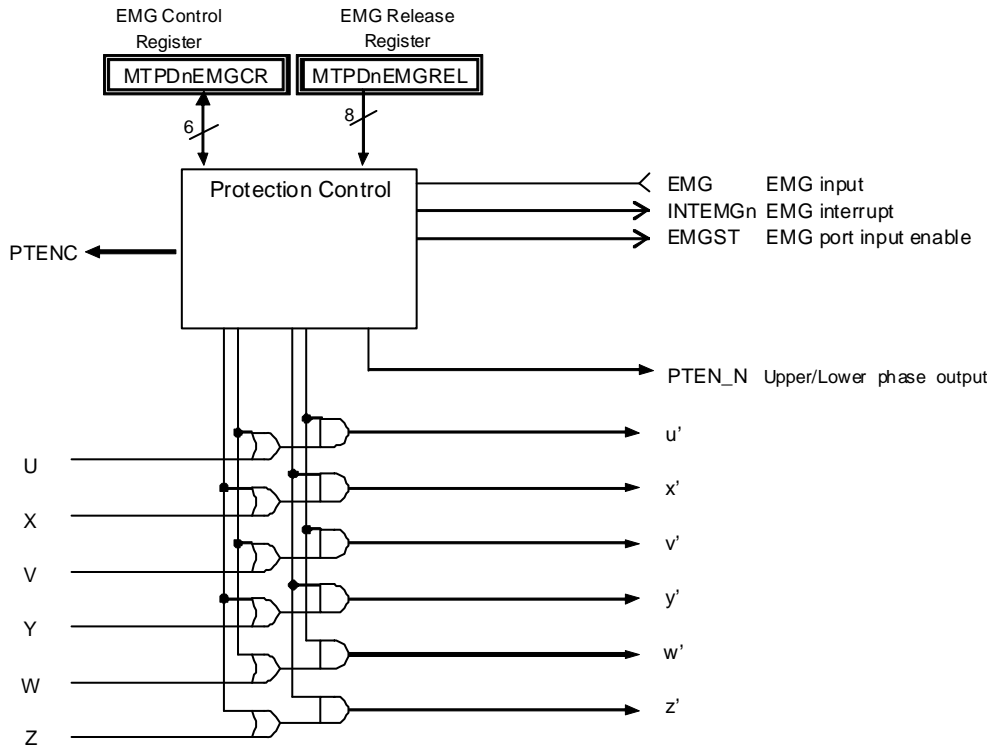 EMG Control
Register
EMG Release
Register
MTPDnEMGCR
MTPDnEMGREL
6
8
Protection Control
EMG EMG input
INTEMGn EMG interrupt
EMGST EMG port input enable
PTENC
PTEN_N Upper/Lower phase output
U
u’
X
x’
V
v’
Y
y’
W
w’
Z
z’